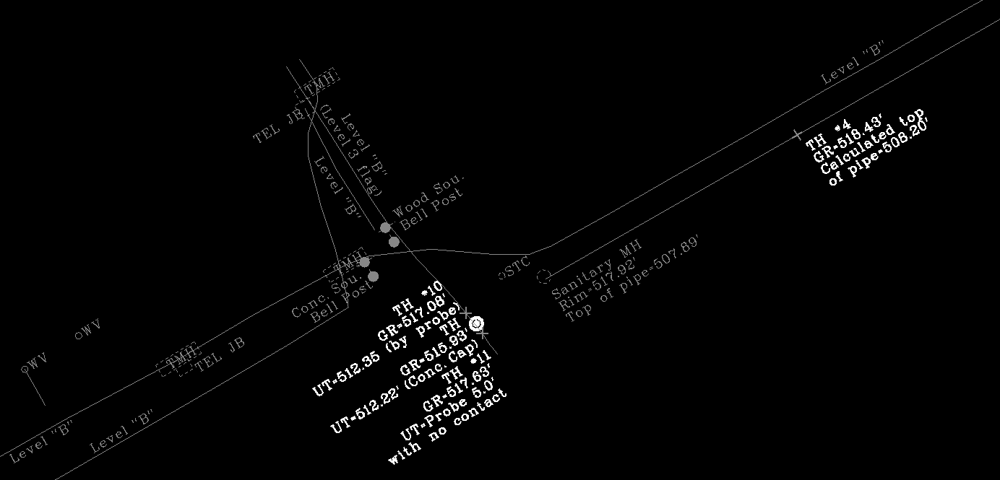 Level "B"
TMH
TEL JB
Level "B"
(Level 3 flag)
Level "B"
TH #4
GR=518.43'
Calculated top
of pipe=508.20'
Wood Sou.
Bell Post
TMH
Conc. Sou.
Bell Post
STC
Sanitary MH
Rim=517.92'
Top of pipe=507.89'
TH #10
GR=517.08'
UT=512.35 (by probe)
TH
GR=515.93'
UT=512.22' (Conc. Cap)
TH #11
GR=517.63'
UT-Probe 5.0'
with no contact
WV
WV
TMH
TEL JB
Level "B"
Level "B"